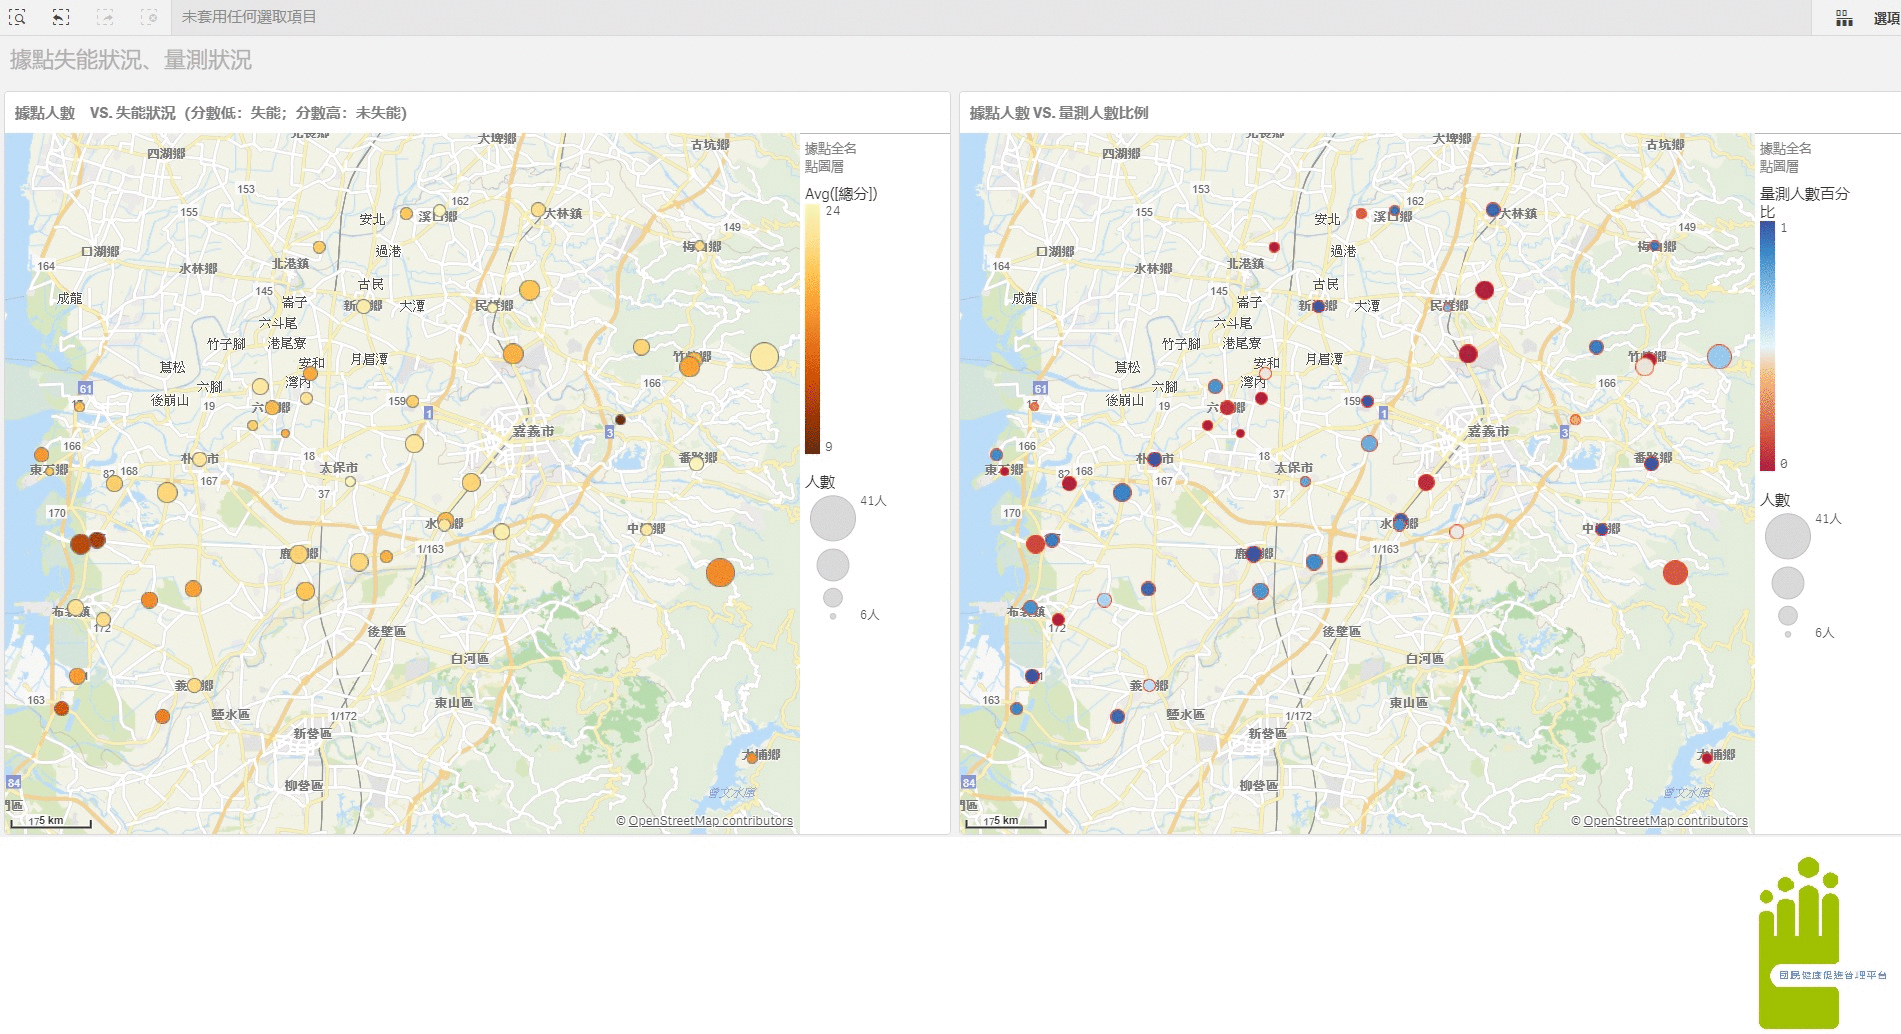 未套用任何選取項目
選項
據點失能狀況、量測狀況
據點人數 VS. 失能狀況（分數低：失能；分數高：未失能）
四湖鄉
大埤鄉
古坑鄉
153
155
162
安北
溪口鄉
大林鎮
149
口湖鄉
過港
梅山鄉
164
水林鄉
北港鎮
145
古民
成龍
崙子
新港鄉
大潭
民雄鄉
六斗尾
竹子腳
港尾寮
蔦松
安和
月眉潭
竹崎鄉
61
六腳
灣內
166
後崩山
19
六腳鄉
159
1
嘉義市
3
166
東石鄉
82
168
朴子市
167
18
太保市
37
番路鄉
170
水上鄉
中埔鄉
鹿草鄉
1/163
布袋鎮
172
後壁區
白河區
163
義竹鄉
東山區
鹽水區
1/172
新營區
大埔鄉
84
柳營區
曾文水庫
門區
175 km
© OpenStreetMap contributors
據點全名
點圖層
Avg([總分])
24
9
人數
41人
6人
據點人數 VS. 量測人數比例
四湖鄉
大埤鄉
古坑鄉
153
155
162
安北
溪口鄉
大林鎮
149
口湖鄉
過港
梅山鄉
164
水林鄉
北港鎮
145
古民
成龍
崙子
新港鄉
大潭
民雄鄉
六斗尾
竹子腳
港尾寮
蔦松
安和
月眉潭
竹崎鄉
61
六腳
灣內
166
後崩山
19
六腳鄉
159
1
嘉義市
3
166
東石鄉
82
168
朴子市
167
18
太保市
37
番路鄉
170
水上鄉
中埔鄉
鹿草鄉
1/163
布袋鎮
172
後壁區
白河區
163
義竹鄉
東山區
鹽水區
1/172
新營區
大埔鄉
84
柳營區
曾文水庫
門區
175 km
© OpenStreetMap contributors
據點全名
點圖層
量測人數百分
比
1
0
人數
41人
6人
國民健康促進管理平台